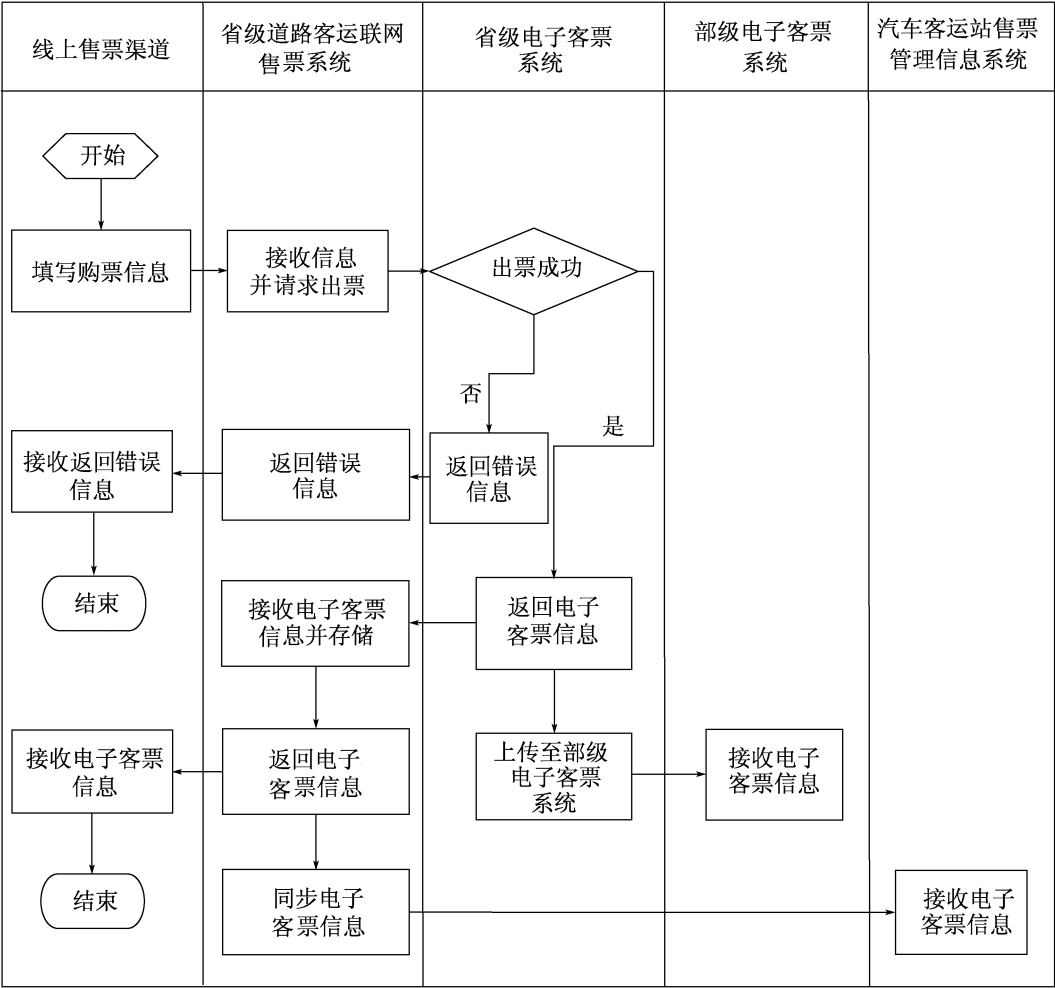 线上售票渠道
省级道路客运联网
售票系统
省级电子客票
系统
部级电子客票
系统
汽车客运站售票
管理信息系统
开始
填写购票信息
接收信息
并请求出票
出票成功
否
是
接收返回错误
信息
返回错误
信息
返回错误
信息
结束
接收电子客票
信息并存储
返回电子
客票信息
接收电子客票
信息
返回电子
客票信息
上传至部级
电子客票
系统
接收电子
客票信息
结束
同步电子
客票信息
接收电子
客票信息